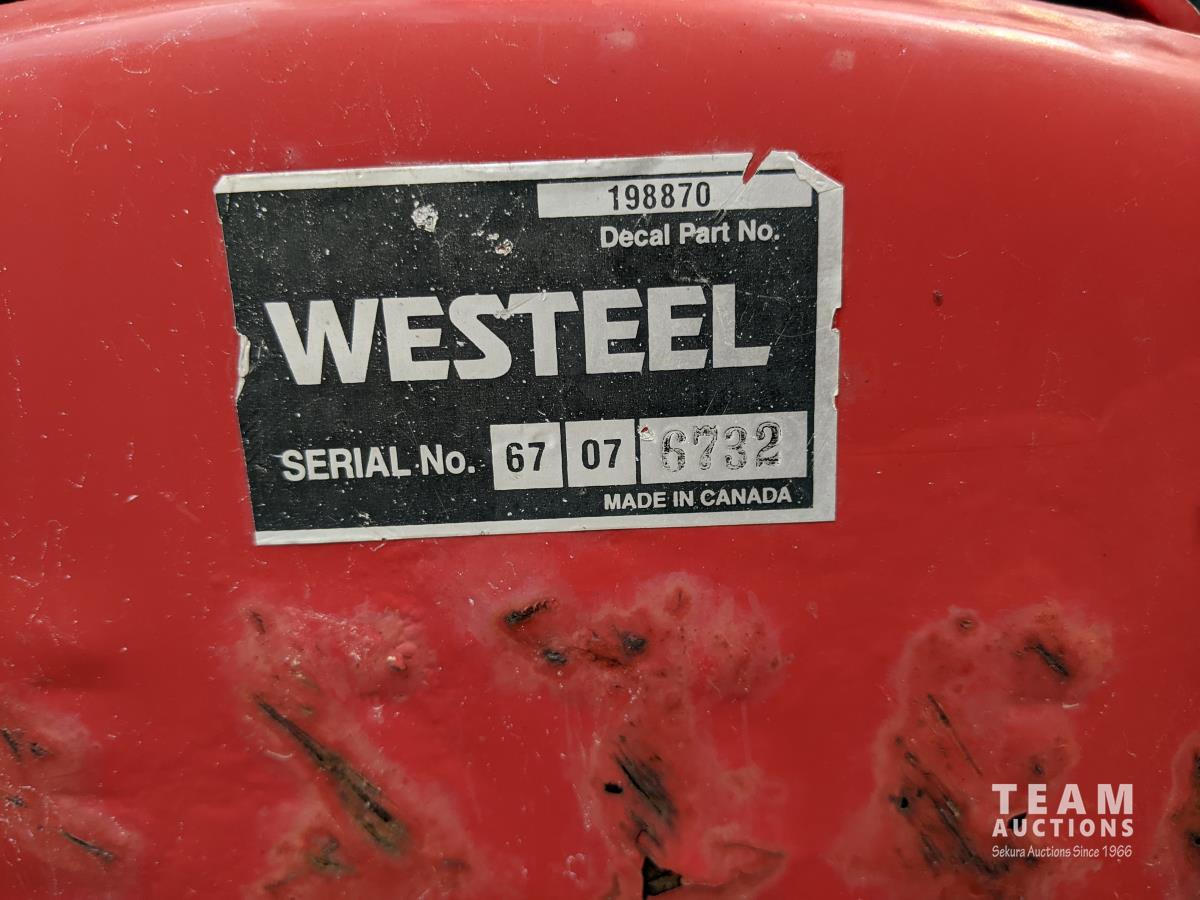 198870
Decal Part No.
WESTEEL
SERIAL No. 67 07 6732
MADE IN CANADA
TEAM
AUCTIONS
Sekura Auctions Since 1966